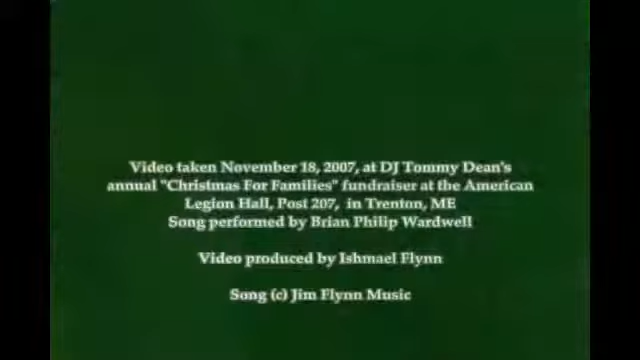 Video taken November 18, 2007, at DJ Tommy Dean's
annual "Christmas For Families" fundraiser at the American
Legion Hall, Post 207, in Trenton, ME
Song performed by Brian Philip Wardwell
Video produced by Ishmael Flynn
Song (c) Jim Flynn Music